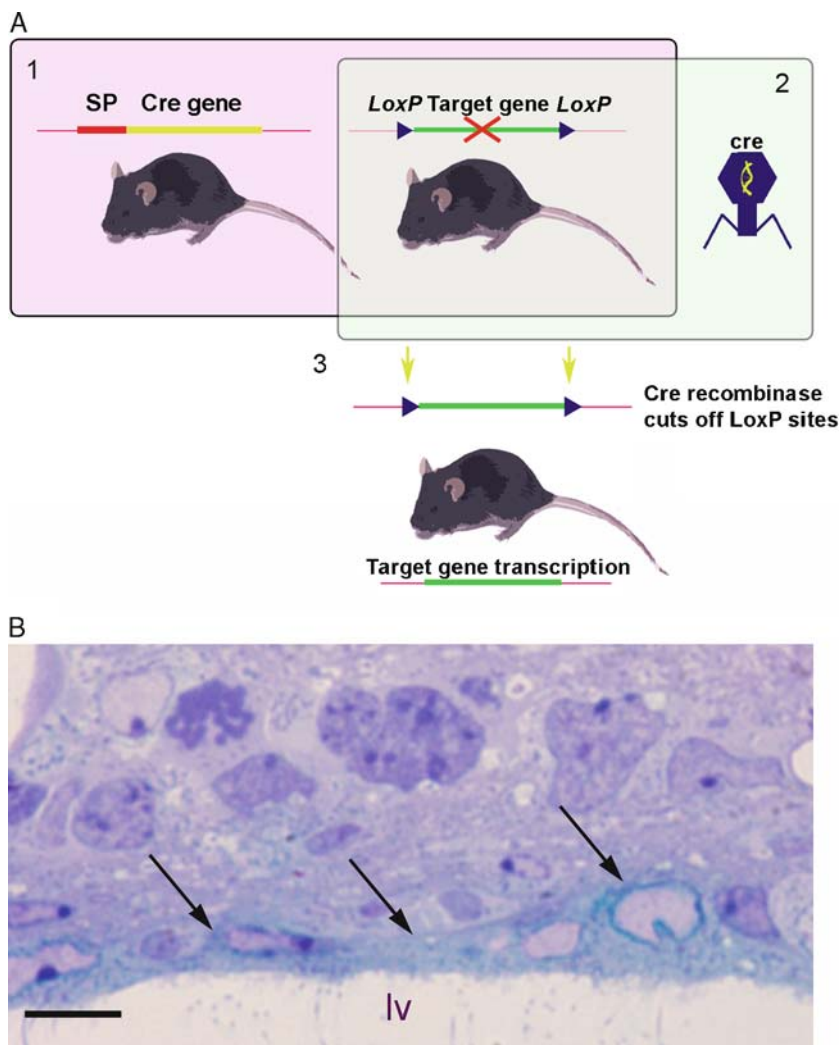 A
1
2
SP Cre gene
LoxP Target gene LoxP
cre
3
Cre recombinase
cuts off LoxP sites
Target gene transcription
B
lv